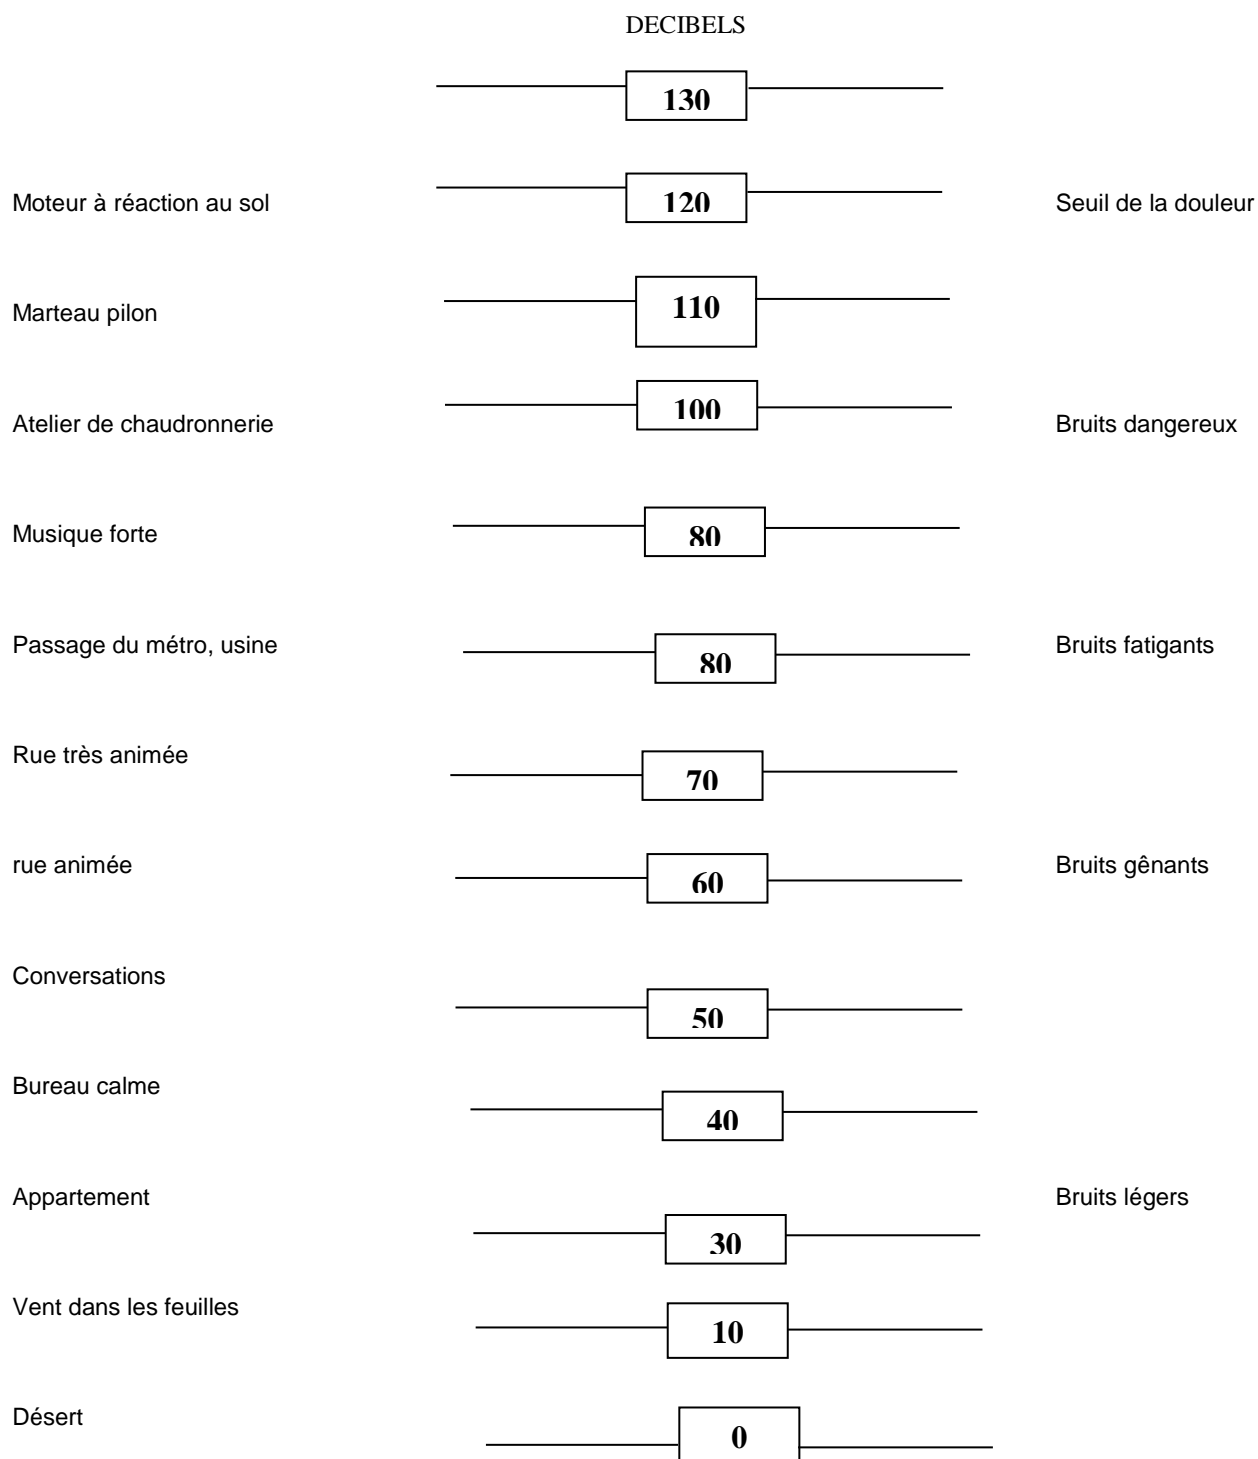 DECIBELS
130
Moteur à réaction au sol 120 Seuil de la douleur
Marteau pilon 110
Atelier de chaudronnerie 100 Bruits dangereux
Musique forte 80
Passage du métro, usine 80 Bruits fatigants
Rue très animée 70
rue animée 60 Bruits gênants
Conversations 50
Bureau calme 40
Appartement 30 Bruits légers
Vent dans les feuilles 10
Désert 0